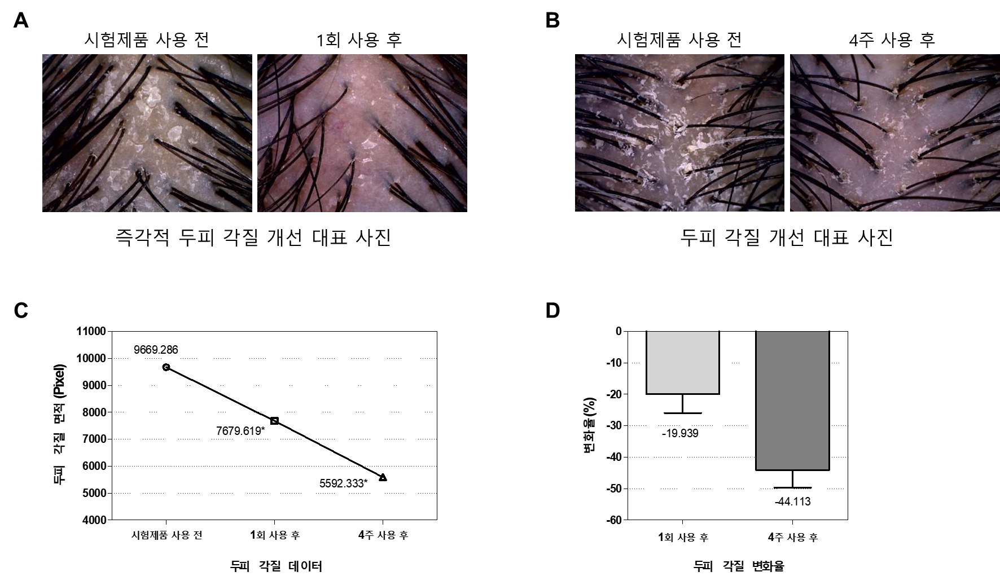 A
시험제품 사용 전
1회 사용 후
즉각적 두피 각질 개선 대표 사진
B
시험제품 사용 전
4주 사용 후
두피 각질 개선 대표 사진
C
두피 각질 면적 (Pixel)
11000
10000
9000
8000
7000
6000
5000
4000
9669.286
7679.619*
5592.333*
시험제품 사용 전
1회 사용 후
4주 사용 후
두피 각질 데이터
D
변화율(%)
0
-10
-20
-30
-40
-50
-60
-19.939
-44.113
1회 사용 후
4주 사용 후
두피 각질 변화율